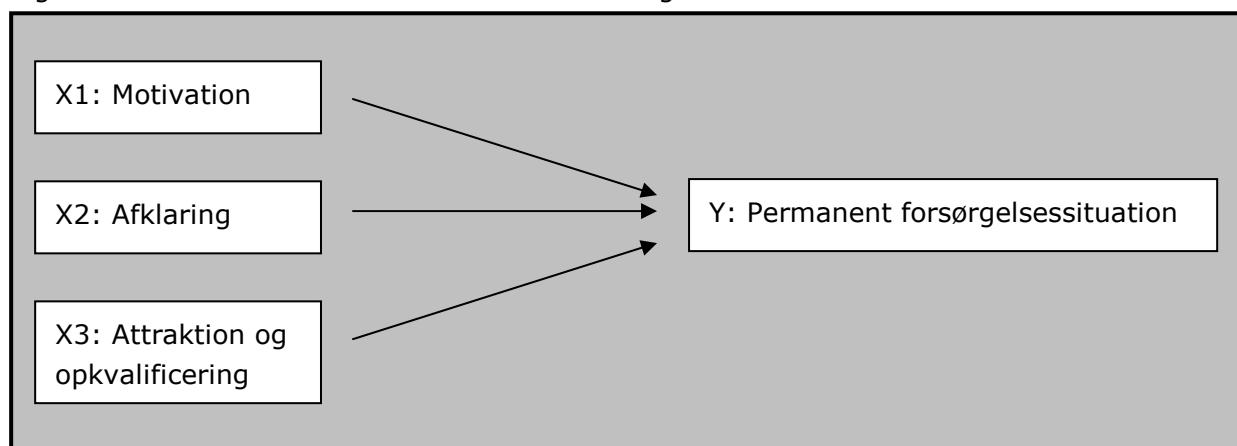 X1: Motivation
X2: Afklaring
Y: Permanent forsørgelsessituation
X3: Attraktion og
opkvalificering